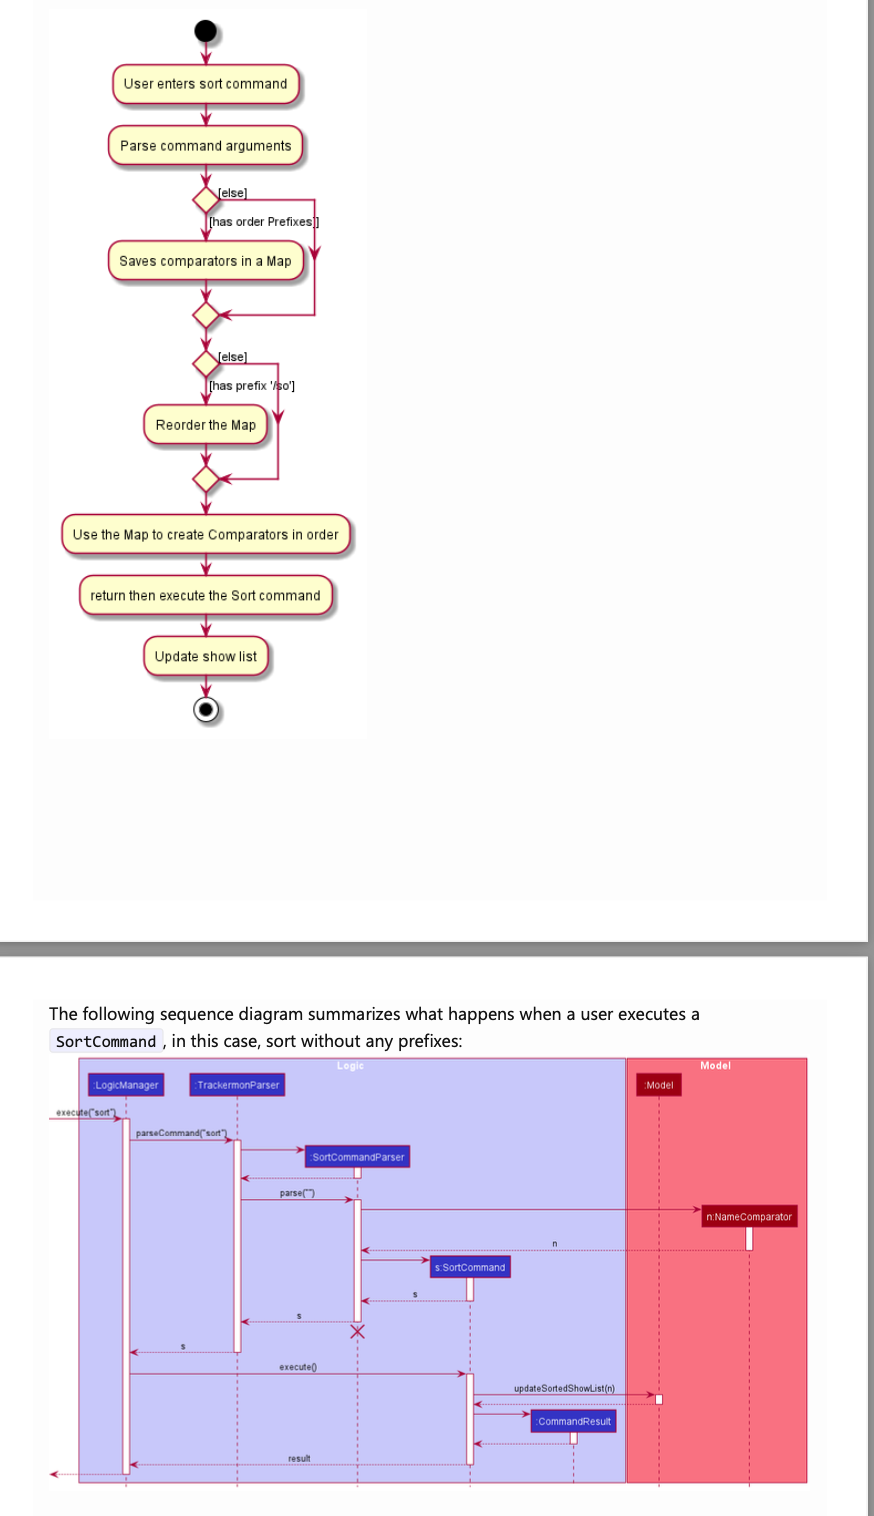 User enters sort command
Parse command arguments
[else]
[has order Prefixes]]
Saves comparators in a Map
[else]
[has prefix '/so']
Reorder the Map
Use the Map to create Comparators in order
return then execute the Sort command
Update show list
The following sequence diagram summarizes what happens when a user executes a
SortCommand , in this case, sort without any prefixes:
Logic
Model
:LogicManager
:TrackermonParser
:Model
execute("sort")
parseCommand("sort")
:SortCommandParser
parse("")
n:NameComparator
n
s:SortCommand
s
s
s
execute()
updateSortedShowList(n)
:CommandResult
result